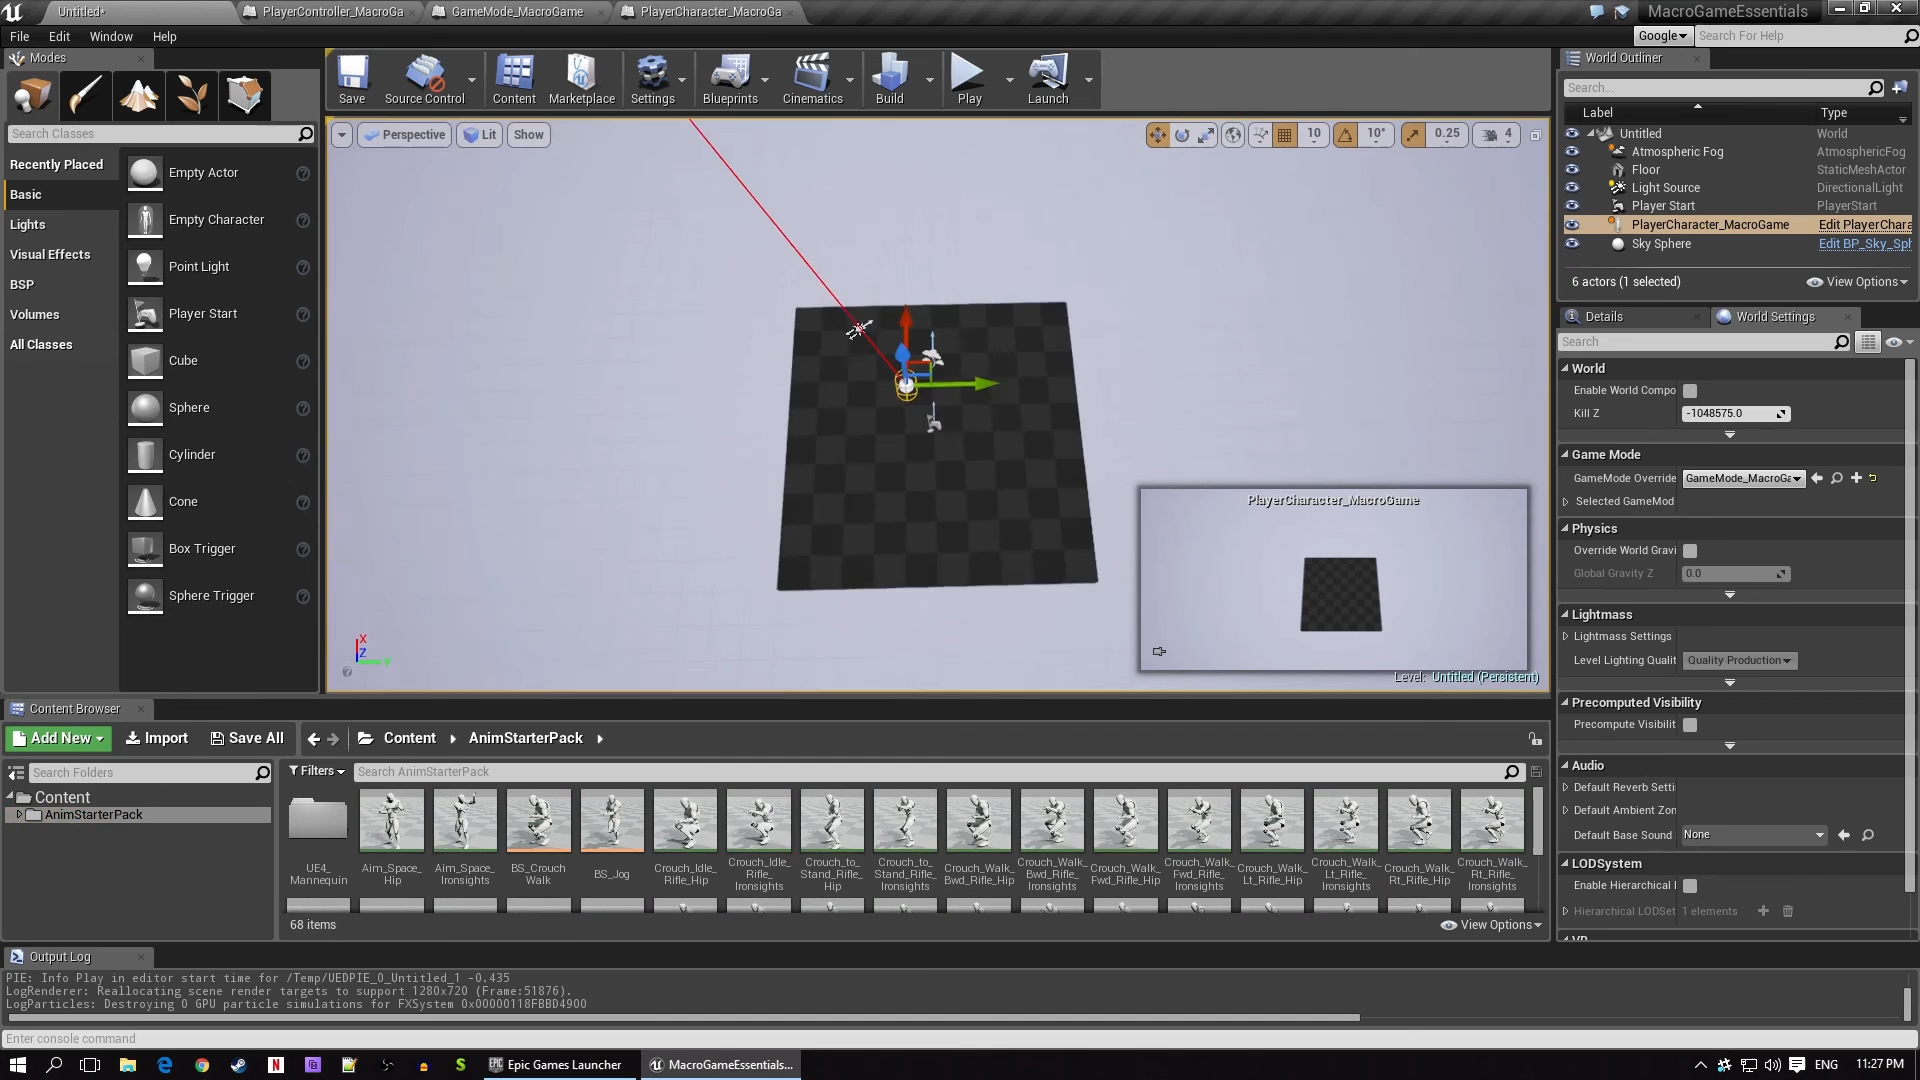 Untitled*
PlayerController_MacroGa
GameMode_MacroGame
PlayerCharacter_MacroGa
MacroGameEssentials
File Edit Window Help
Google
Search For Help
Modes
Search Classes
Recently Placed
Basic
Lights
Visual Effects
BSP
Volumes
All Classes
Empty Actor
Empty Character
Point Light
Player Start
Cube
Sphere
Cylinder
Cone
Box Trigger
Sphere Trigger
Save
Source Control
Content
Marketplace
Settings
Blueprints
Cinematics
Build
Play
Launch
Perspective
Lit
Show
10
10°
0.25
4
X
Z
Y
PlayerCharacter_MacroGame
Level: Untitled (Persistent)
World Outliner
Search...
Label Type
Untitled World
Atmospheric Fog AtmosphericFog
Floor StaticMeshActor
Light Source DirectionalLight
Player Start PlayerStart
PlayerCharacter_MacroGame Edit PlayerChara
Sky Sphere Edit BP_Sky_Sph
6 actors (1 selected)
View Options
Details
World Settings
Search
World
Enable World Compo
Kill Z -1048575.0
Game Mode
GameMode Override GameMode_MacroGa
Selected GameMod
Physics
Override World Gravi
Global Gravity Z 0.0
Lightmass
Lightmass Settings
Level Lighting Qualit Quality Production
Precomputed Visibility
Precompute Visibilit
Audio
Default Reverb Setti
Default Ambient Zon
Default Base Sound None
LODSystem
Enable Hierarchical
Hierarchical LODSet 1 elements
VR
Content Browser
Add New
Import
Save All
Content
AnimStarterPack
Search Folders
Content
AnimStarterPack
Filters
Search AnimStarterPack
UE4_
Mannequin
Aim_Space_
Hip
Aim_Space_
Ironsights
BS_Crouch
Walk
BS_Jog
Crouch_Idle_
Rifle_Hip
Crouch_Idle_
Rifle_
Ironsights
Crouch_to_
Stand_Rifle_
Hip
Crouch_to_
Stand_Rifle_
Ironsights
Crouch_Walk_
Bwd_Rifle_Hip
Crouch_Walk_
Bwd_Rifle_
Ironsights
Crouch_Walk_
Fwd_Rifle_Hip
Crouch_Walk_
Fwd_Rifle_
Ironsights
Crouch_Walk_
Lt_Rifle_Hip
Crouch_Walk_
Lt_Rifle_
Ironsights
Crouch_Walk_
Rt_Rifle_Hip
Crouch_Walk_
Rt_Rifle_
Ironsights
68 items
View Options
Output Log
PIE: Info Play in editor start time for /Temp/UEDPIE_0_Untitled_1 -0.435
LogRenderer: Reallocating scene render targets to support 1280x720 (Frame:51876).
LogParticles: Destroying 0 GPU particle simulations for FXSystem 0x00000118FBBD4900
Enter console command
Epic Games Launcher
MacroGameEssentials...
ENG
11:27 PM